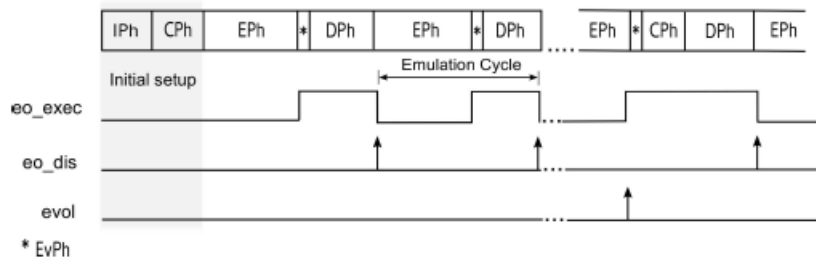 IPh CPh EPh * DPh EPh * DPh ..... EPh * CPh DPh EPh
Initial setup
Emulation Cycle
eo_exec
eo_dis
evol
* EvPh